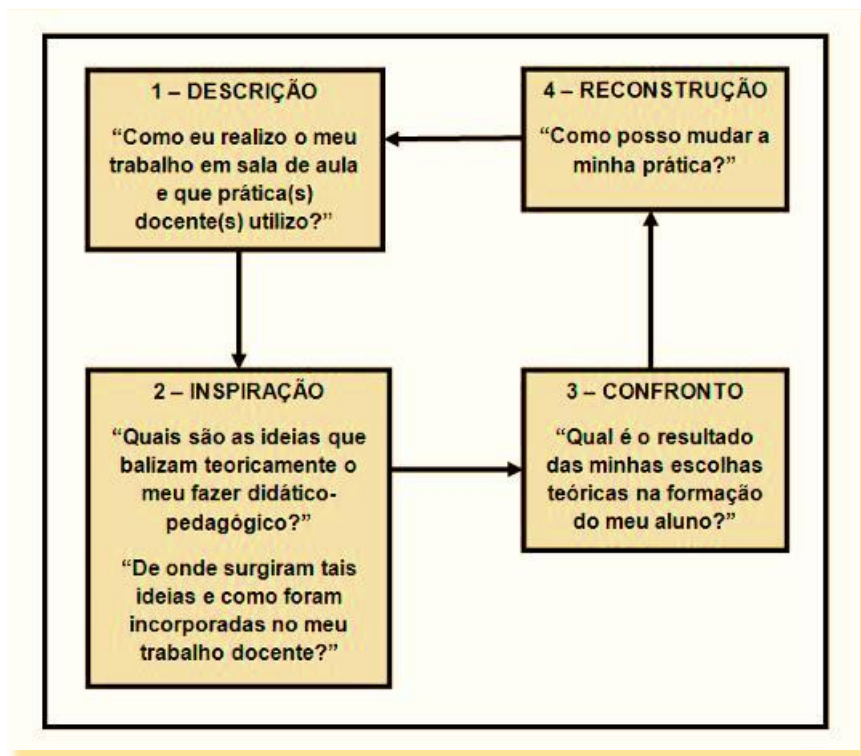 1 – DESCRIÇÃO
“Como eu realizo o meu
trabalho em sala de aula
e que prática(s)
docente(s) utilizo?”
2 – INSPIRAÇÃO
“Quais são as ideias que
balizam teoricamente o
meu fazer didático-
pedagógico?”
“De onde surgiram tais
ideias e como foram
incorporadas no meu
trabalho docente?”
3 – CONFRONTO
“Qual é o resultado
das minhas escolhas
teóricas na formação
do meu aluno?”
4 – RECONSTRUÇÃO
“Como posso mudar a
minha prática?”